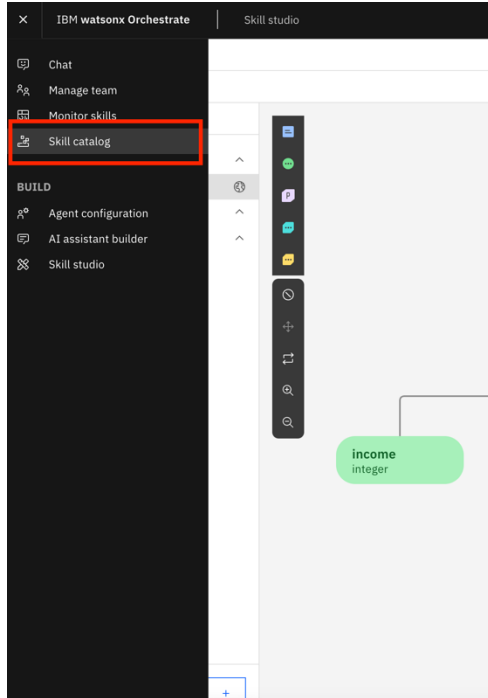 IBM watsonx Orchestrate
Skill studio
Chat
Manage team
Monitor skills
Skill catalog
BUILD
Agent configuration
AI assistant builder
Skill studio
P
income
integer
+